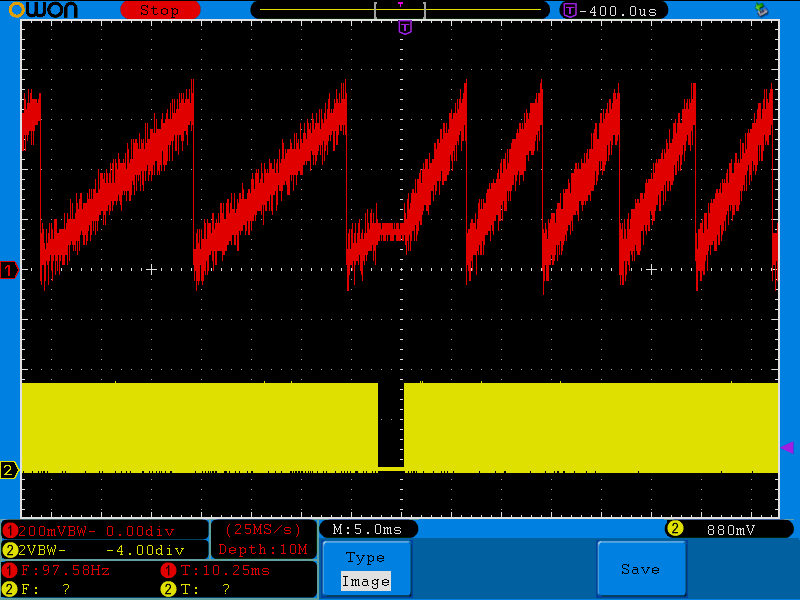 OWON Stop T T -400.0us
T
1
2
1 200mVBW- 0.00div (25MS/s) M:5.0ms 2 880mV
2 2VBW- -4.00div Depth:10M
Type
1 F:97.58Hz 1 T:10.25ms Save
Image
2 F: ? 2 T: ?